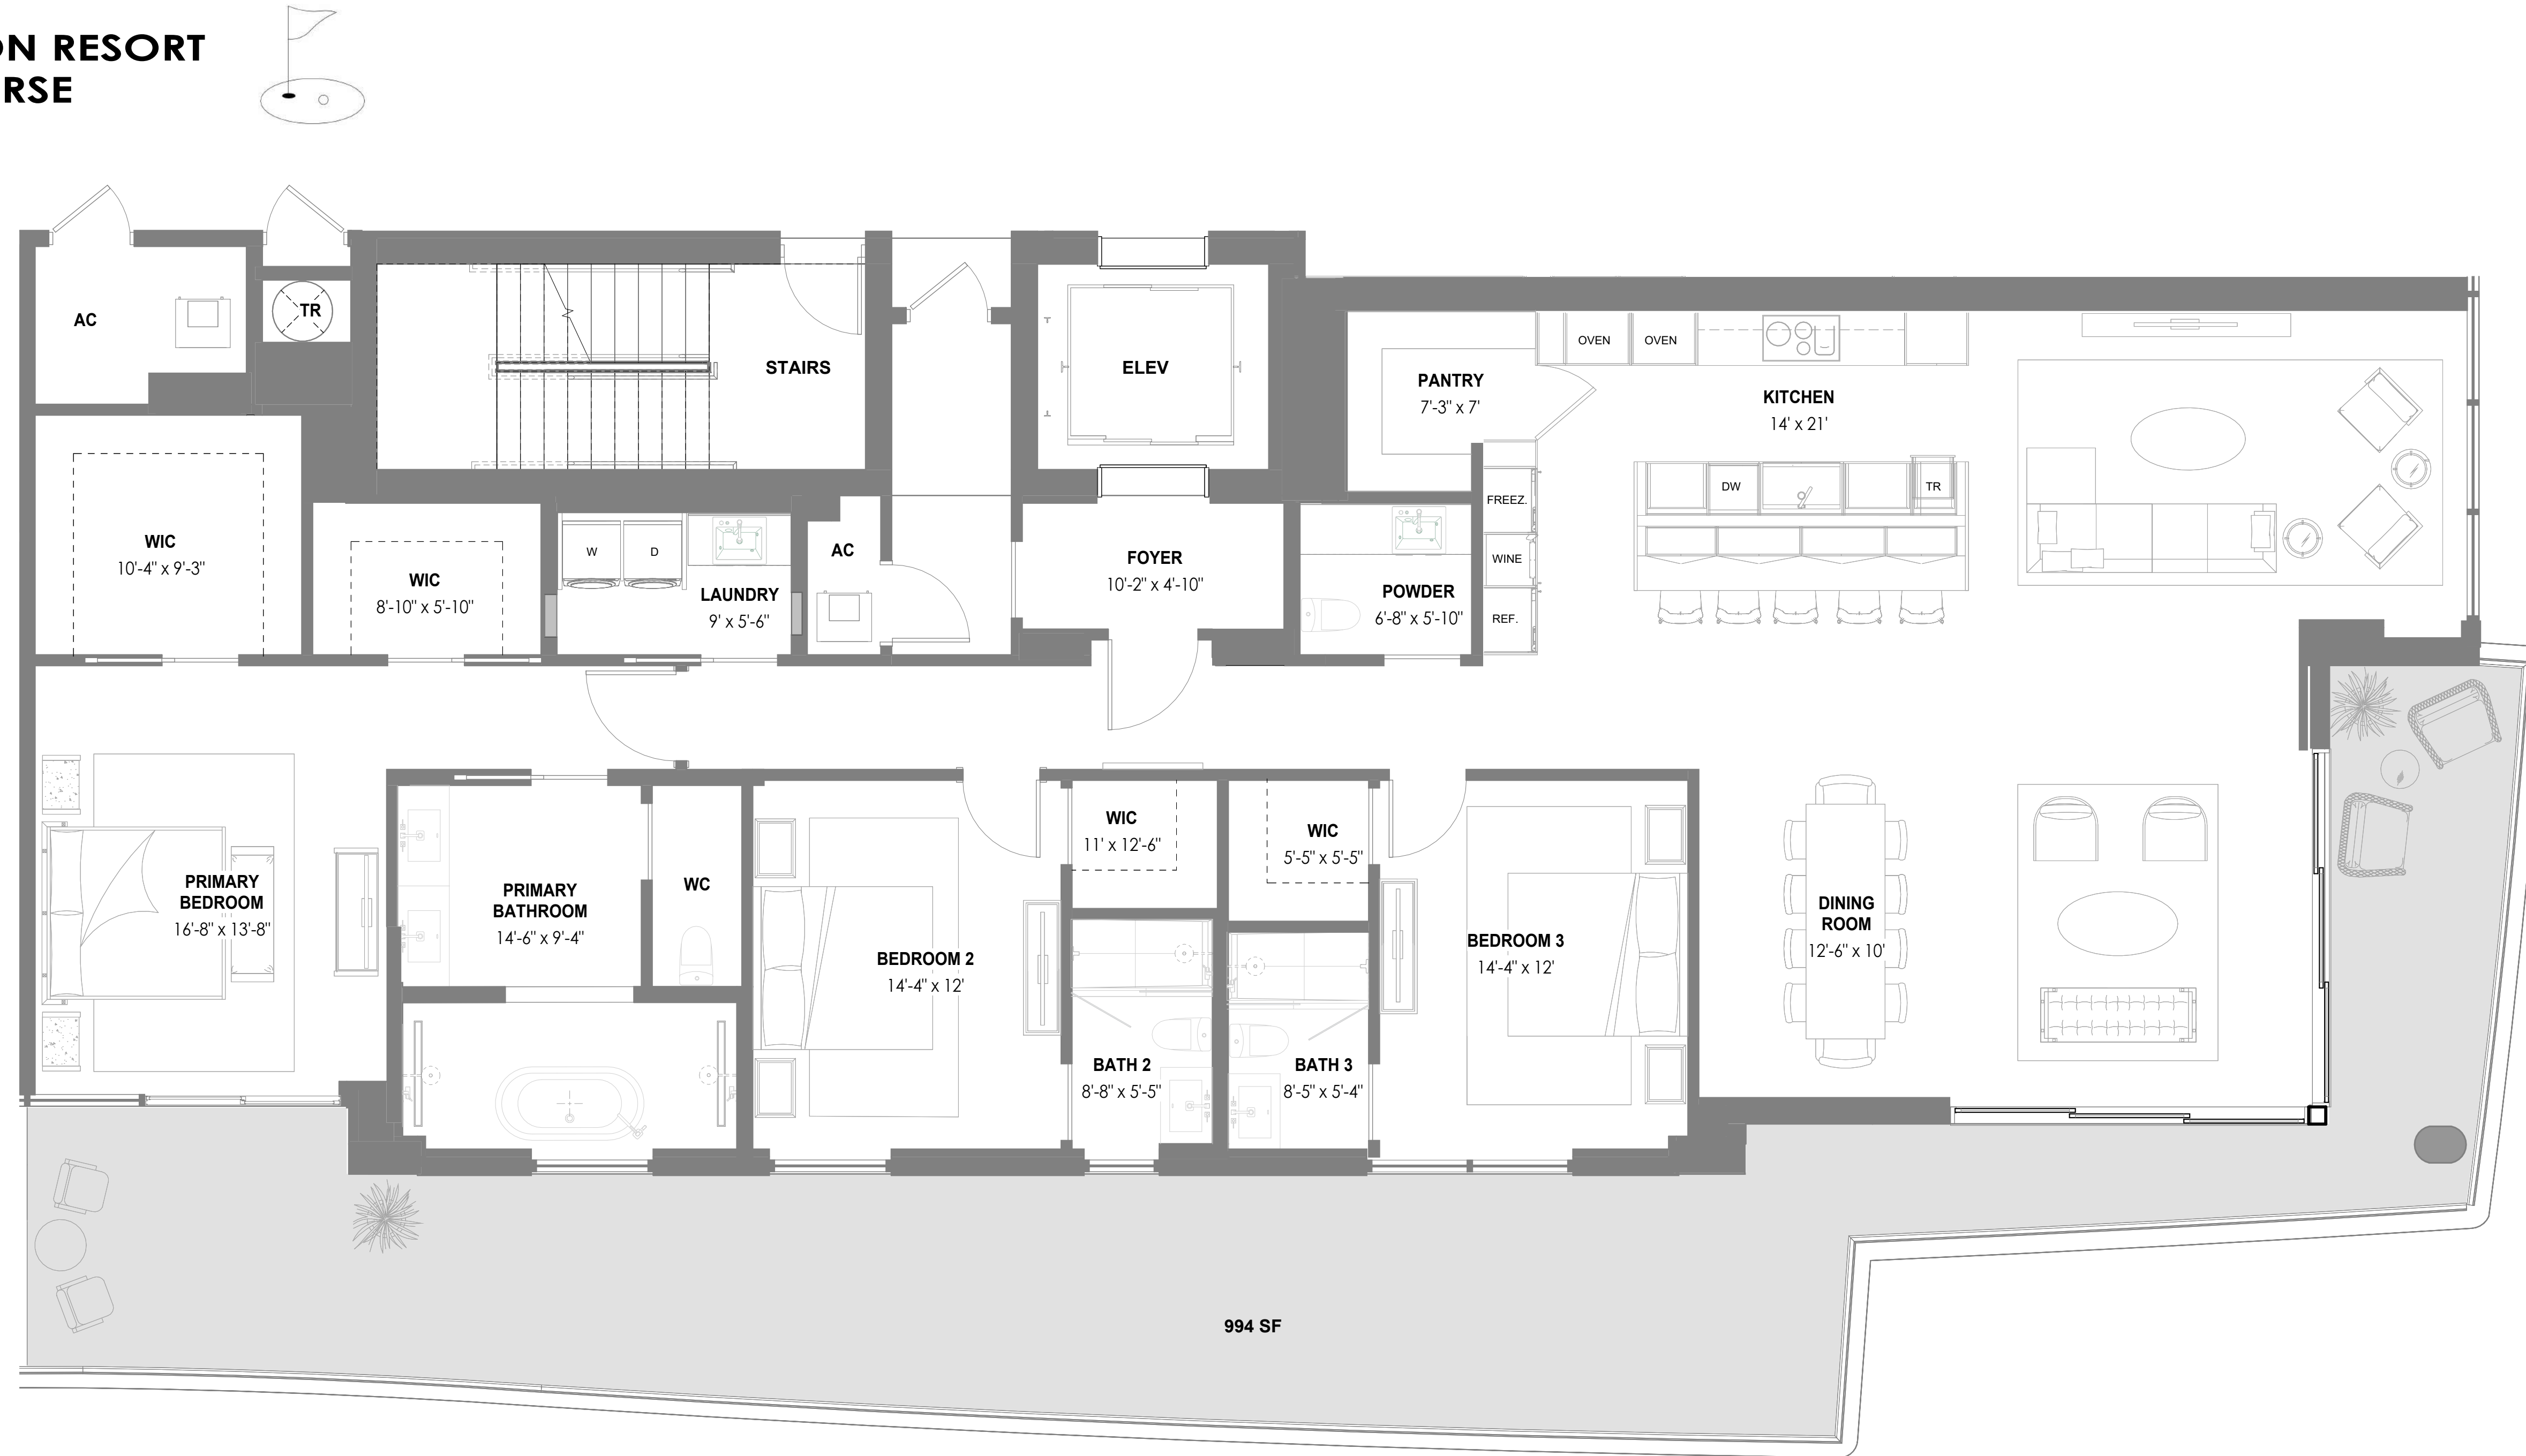 ON RESORT
RSE
AC
TR
STAIRS
ELEV
PANTRY
7'-3" x 7'
OVEN
OVEN
KITCHEN
14' x 21'
WIC
10'-4" x 9'-3"
WIC
8'-10" x 5'-10"
W
D
LAUNDRY
9' x 5'-6"
AC
FOYER
10'-2" x 4'-10"
POWDER
6'-8" x 5'-10"
FREEZ.
WINE
REF.
DW
TR
PRIMARY
BEDROOM
16'-8" x 13'-8"
PRIMARY
BATHROOM
14'-6" x 9'-4"
WC
BEDROOM 2
14'-4" x 12'
WIC
11' x 12'-6"
WIC
5'-5" x 5'-5"
BATH 2
8'-8" x 5'-5"
BATH 3
8'-5" x 5'-4"
BEDROOM 3
14'-4" x 12'
DINING
ROOM
12'-6" x 10'
994 SF